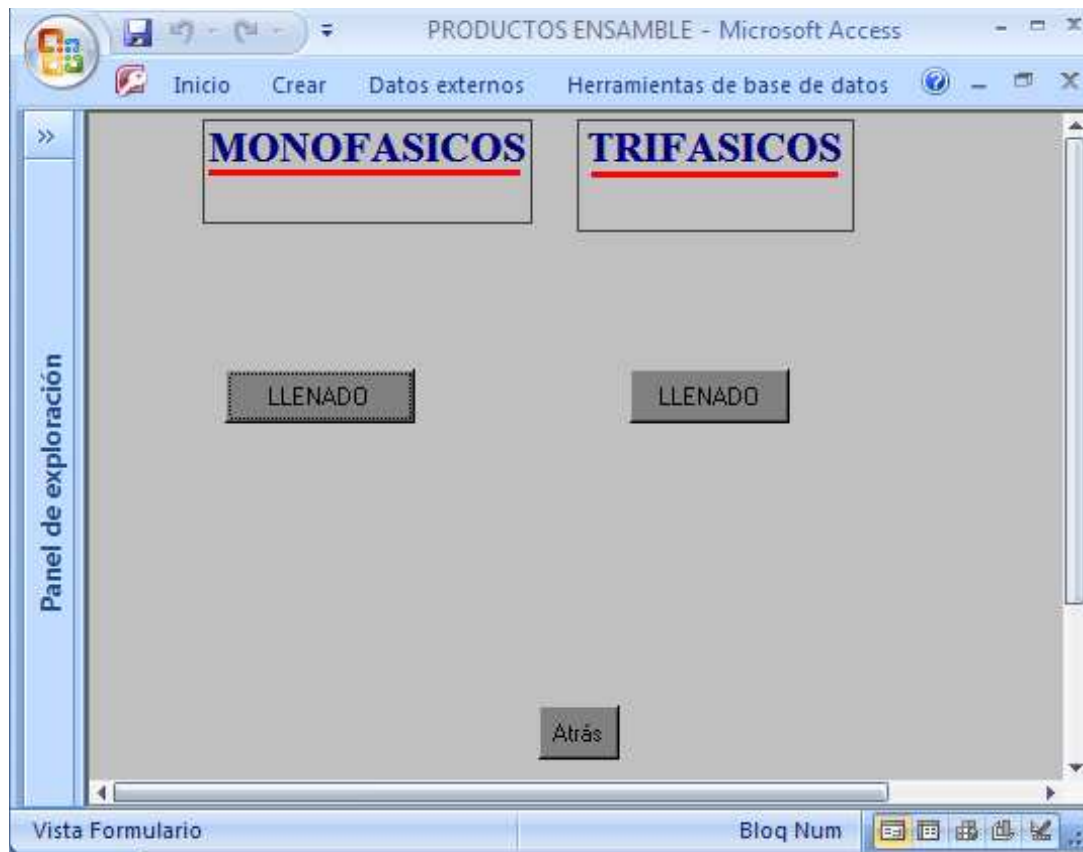 PRODUCTOS ENSAMBLE - Microsoft Access
Inicio Crear Datos externos Herramientas de base de datos
MONOFASICOS TRIFASICOS
Panel de exploración
LLENADO LLENADO
Atrás
Vista Formulario Bloq Num